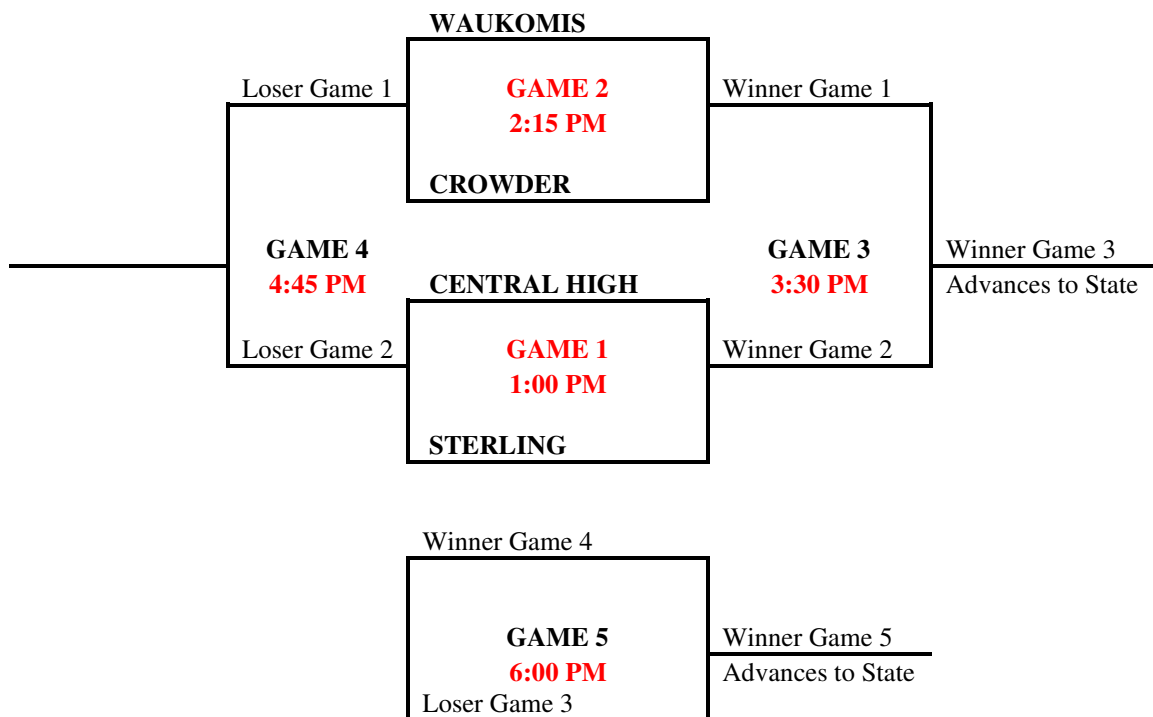 WAUKOMIS
Loser Game 1
GAME 2
2:15 PM
Winner Game 1
CROWDER
GAME 4
4:45 PM
GAME 3
3:30 PM
Winner Game 3
Advances to State
CENTRAL HIGH
Loser Game 2
GAME 1
1:00 PM
Winner Game 2
STERLING
Winner Game 4
GAME 5
6:00 PM
Winner Game 5
Advances to State
Loser Game 3